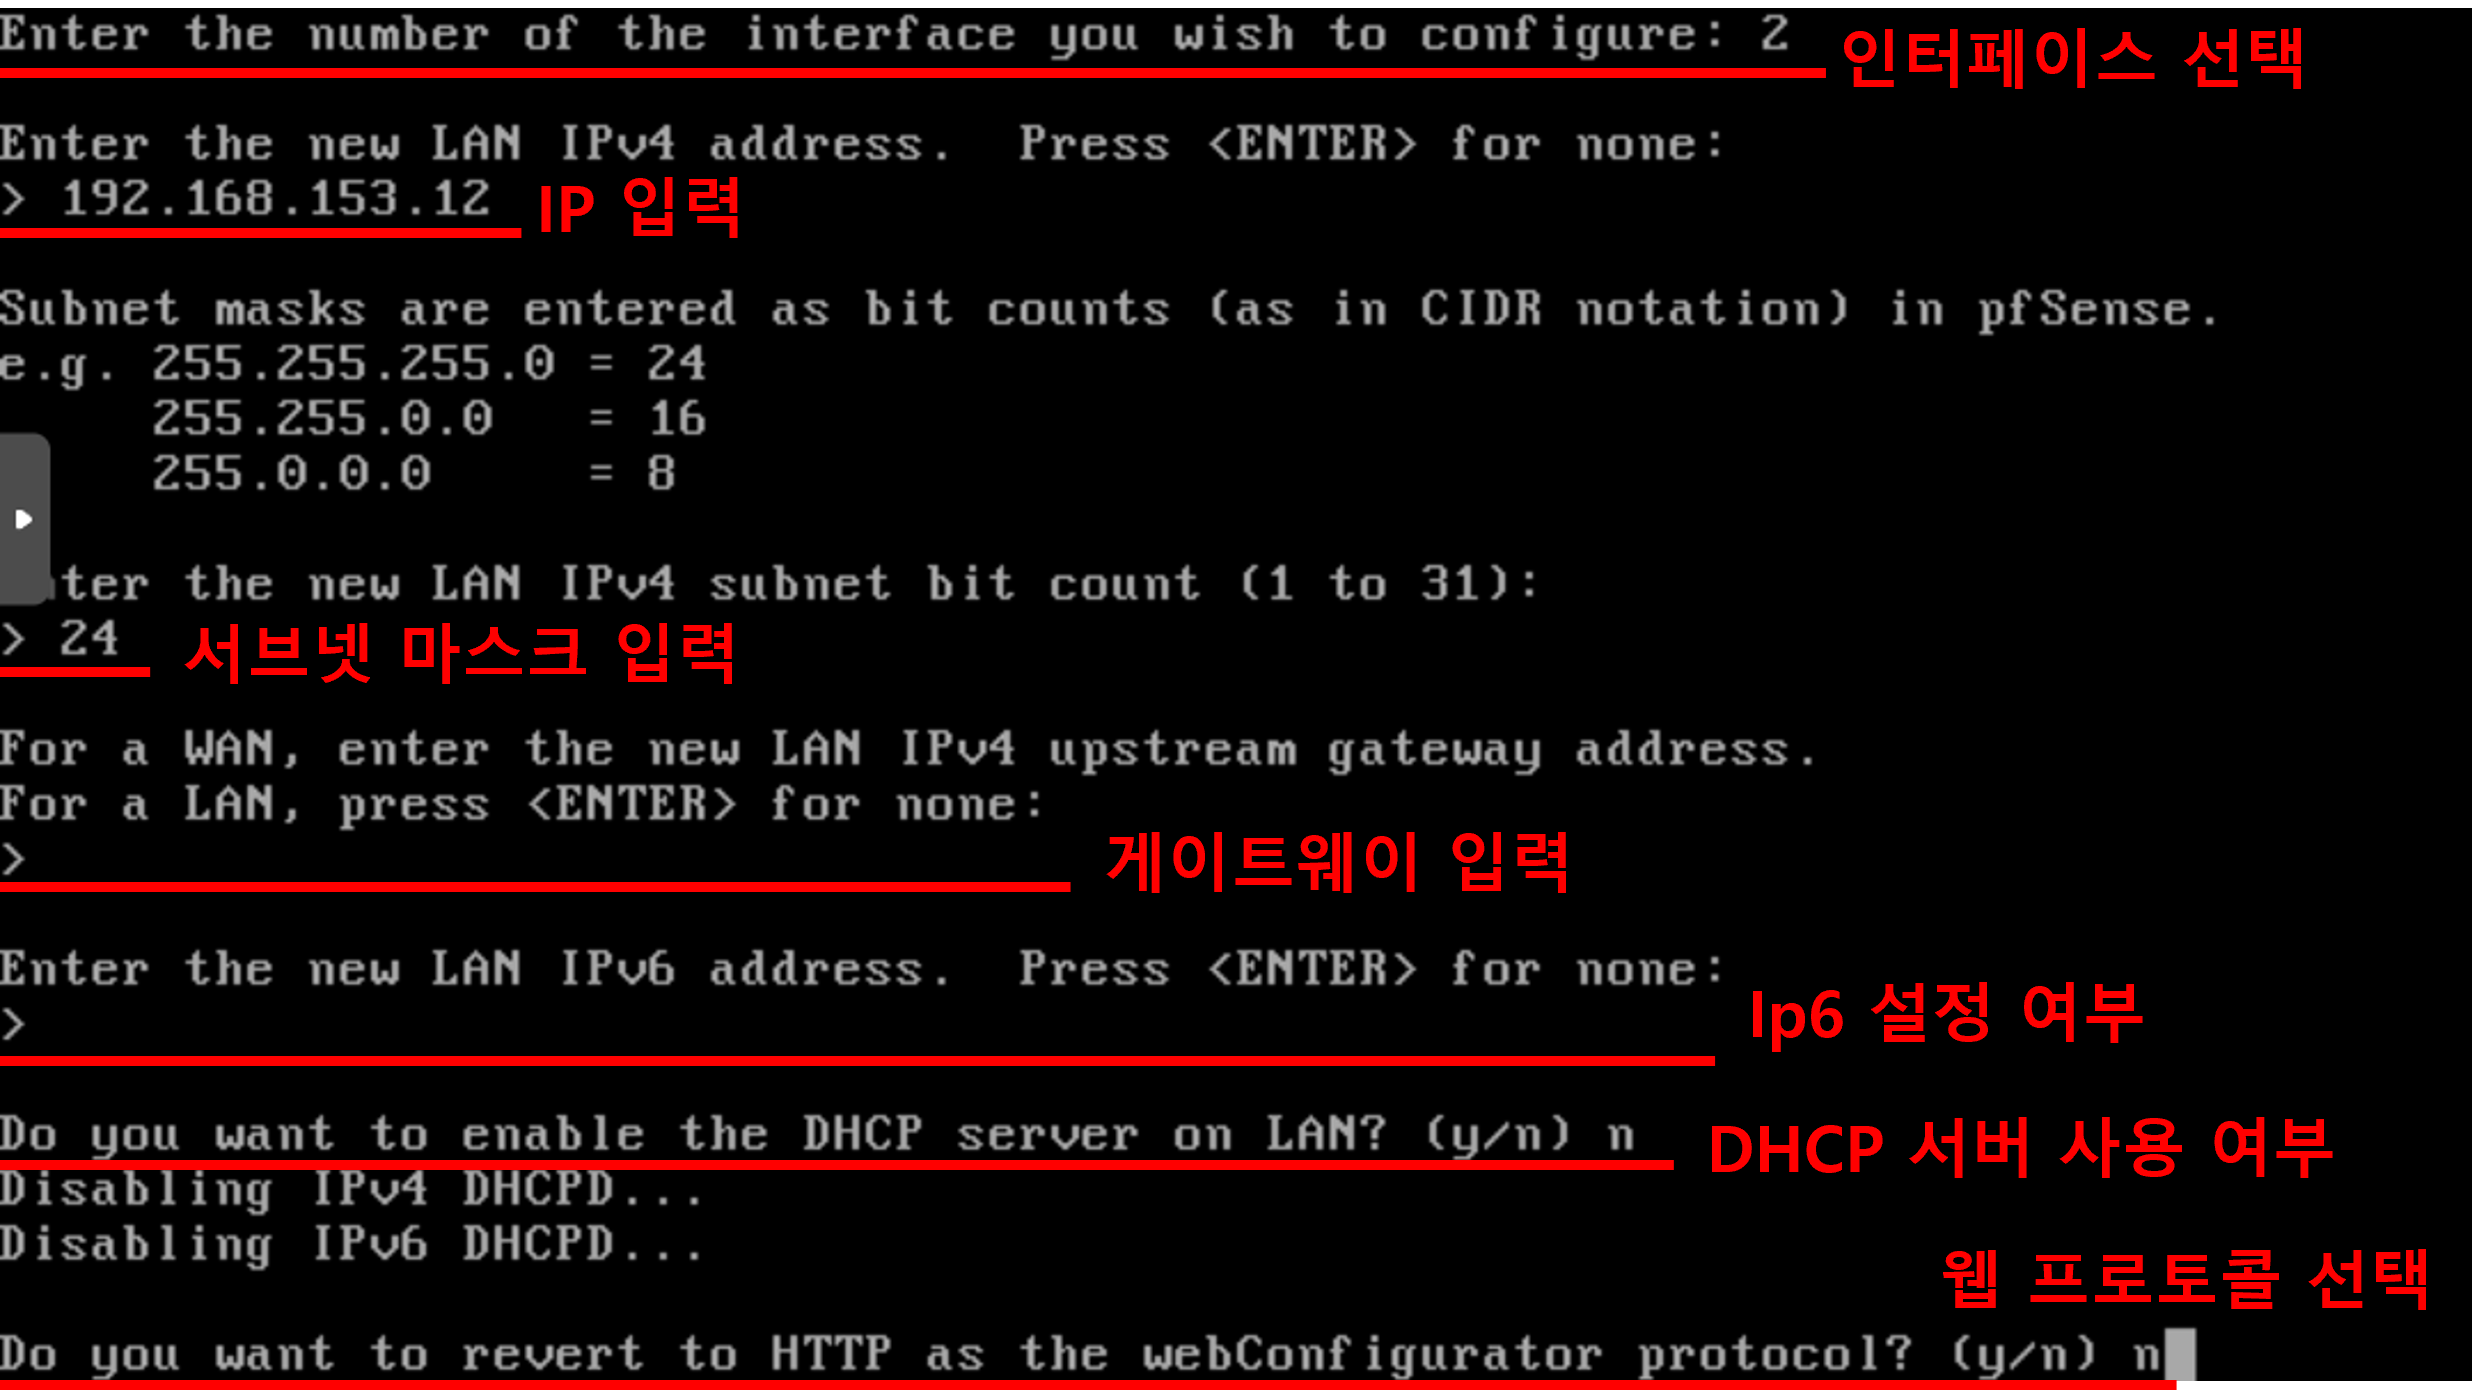 Enter the number of the interface you wish to configure: 2
인터페이스 선택
Enter the new LAN IPv4 address.  Press <ENTER> for none:
> 192.168.153.12
IP 입력
Subnet masks are entered as bit counts (as in CIDR notation) in pfSense.
e.g. 255.255.255.0 = 24
255.255.0.0   = 16
255.0.0.0     = 8
ter the new LAN IPv4 subnet bit count (1 to 31):
> 24
서브넷 마스크 입력
For a WAN, enter the new LAN IPv4 upstream gateway address.
For a LAN, press <ENTER> for none:
>
게이트웨이 입력
Enter the new LAN IPv6 address.  Press <ENTER> for none:
>
Ip6 설정 여부
Do you want to enable the DHCP server on LAN? (y/n) n
DHCP 서버 사용 여부
Disabling IPv4 DHCPD...
Disabling IPv6 DHCPD...
웹 프로토콜 선택
Do you want to revert to HTTP as the webConfigurator protocol? (y/n) n